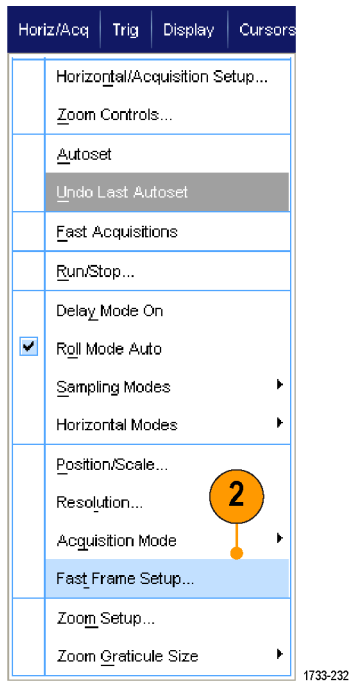 Horiz/Acq Trig Display Cursors
Horizontal/Acquisition Setup...
Zoom Controls...
Autoset
Undo Last Autoset
Fast Acquisitions
Run/Stop...
Delay Mode On
Roll Mode Auto
Sampling Modes
Horizontal Modes
Position/Scale...
Resolution...
2
Acquisition Mode
Fast Frame Setup...
Zoom Setup...
Zoom Graticule Size
1733-232